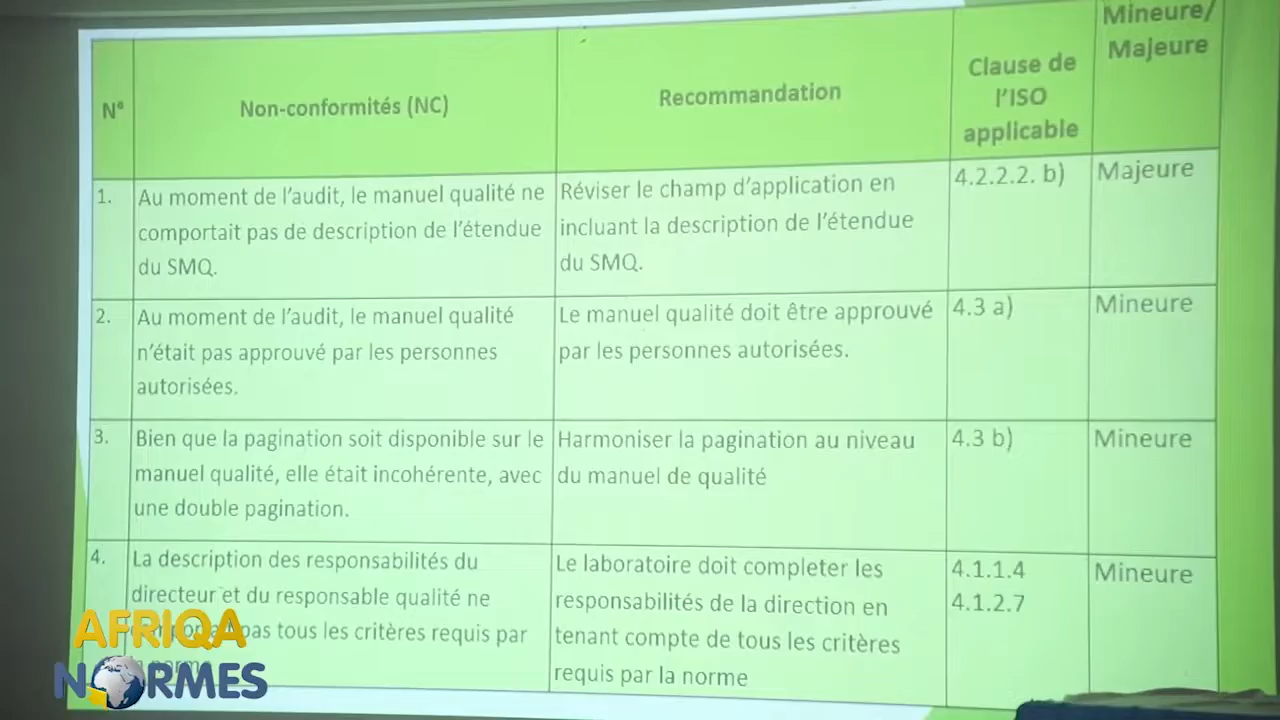 N°
Non-conformités (NC)
Recommandation
Clause de
l'ISO
applicable
Mineure/
Majeure
1.
Au moment de l'audit, le manuel qualité ne
comportait pas de description de l'étendue
du SMQ.
Réviser le champ d'application en
incluant la description de l'étendue
du SMQ.
4.2.2.2. b)
Majeure
2.
Au moment de l'audit, le manuel qualité
n'était pas approuvé par les personnes
autorisées.
Le manuel qualité doit être approuvé
par les personnes autorisées.
4.3 a)
Mineure
3.
Bien que la pagination soit disponible sur le
manuel qualité, elle était incohérente, avec
une double pagination.
Harmoniser la pagination au niveau
du manuel de qualité
4.3 b)
Mineure
4.
La description des responsabilités du
directeur et du responsable qualité ne
pas tous les critères requis par
Le laboratoire doit completer les
responsabilités de la direction en
tenant compte de tous les critères
requis par la norme
4.1.1.4
4.1.2.7
Mineure
AFRIQA
NORMES